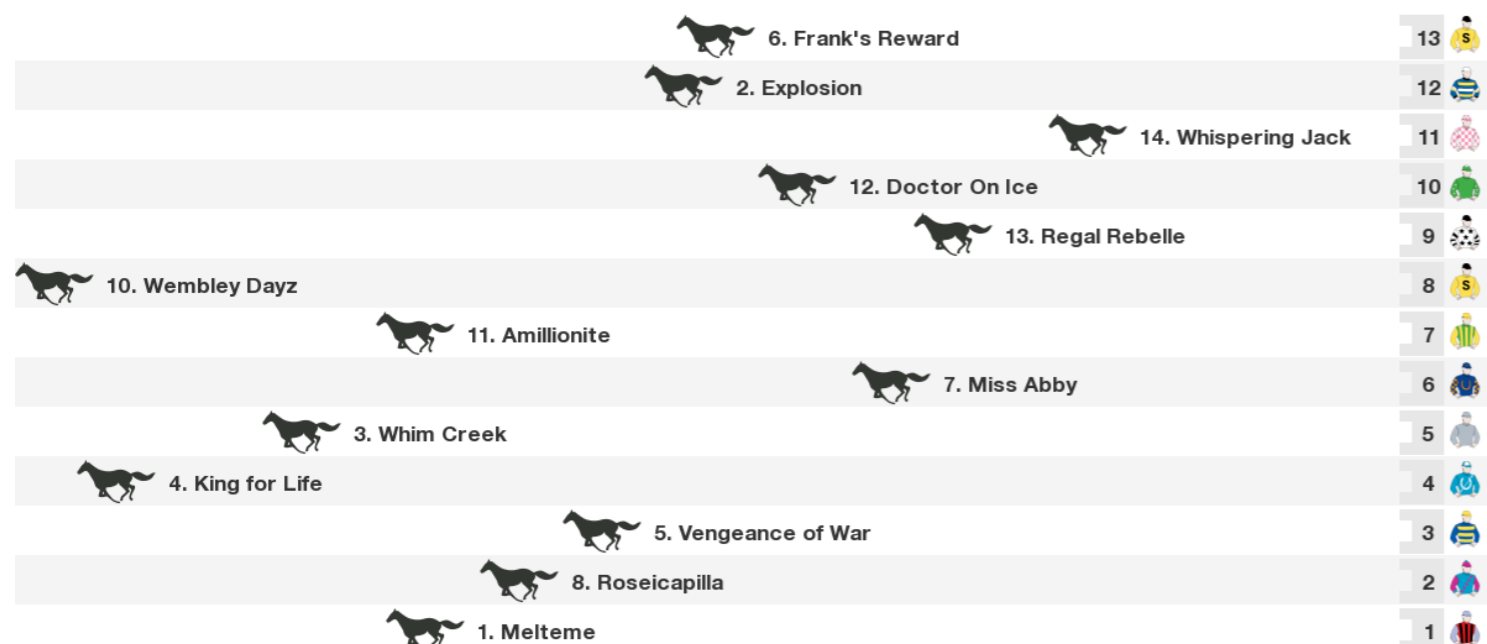 6. Frank's Reward 13 S
2. Explosion 12
14. Whispering Jack 11
12. Doctor On Ice 10
13. Regal Rebelle 9
10. Wembley Dayz 8 S
11. Amillionite 7
7. Miss Abby 6
3. Whim Creek 5
4. King for Life 4
5. Vengeance of War 3
8. Roseicapilla 2
1. Melteme 1